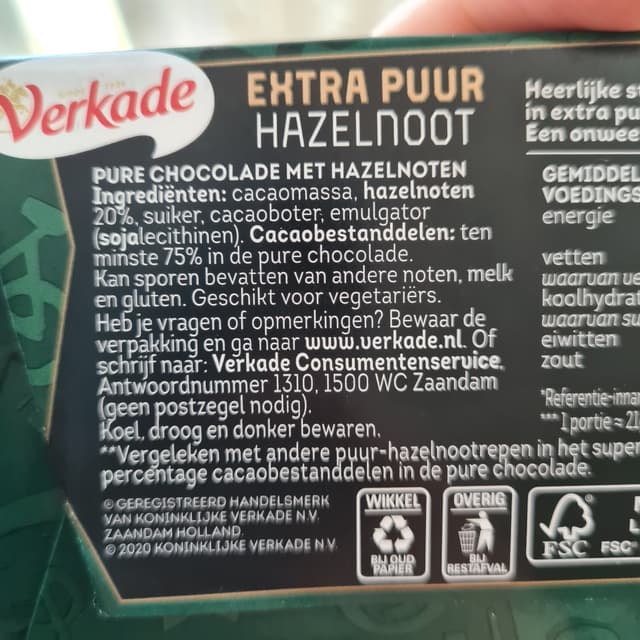 Verkade
EXTRA PUUR
HAZELNOOT
PURE CHOCOLADE MET HAZELNOTEN
Ingrediënten: cacaomassa, hazelnoten
20%, suiker, cacaoboter, emulgator
(sojalecithinen). Cacaobestanddelen: ten
minste 75% in de pure chocolade.
Kan sporen bevatten van andere noten, melk
en gluten. Geschikt voor vegetariërs.
Heb je vragen of opmerkingen? Bewaar de
verpakking en ga naar www.verkade.nl. Of
schrijf naar: Verkade Consumentenservice,
Antwoordnummer 1310, 1500 WC Zaandam
(geen postzegel nodig).
Koel, droog en donker bewaren.
**Vergeleken met andere puur-hazelnootrepen in het super
percentage cacaobestanddelen in de pure chocolade.
© GEREGISTREERD HANDELSMERK
VAN KONINKLIJKE VERKADE N.V.
ZAANDAM HOLLAND.
© 2020 KONINKLIJKE VERKADE N.V.
WIKKEL
BIJ OUD
PAPIER
OVERIG
BIJ
RESTAFVAL
FSC®
FSC
Heerlijke s
in extra pu
Een onwee
GEMIDDEL
VOEDINGS
energie
vetten
waarvan ve
koolhydra
waarvan su
eiwitten
zout
*Referentie-inna
*** 1 portie ≈ 21